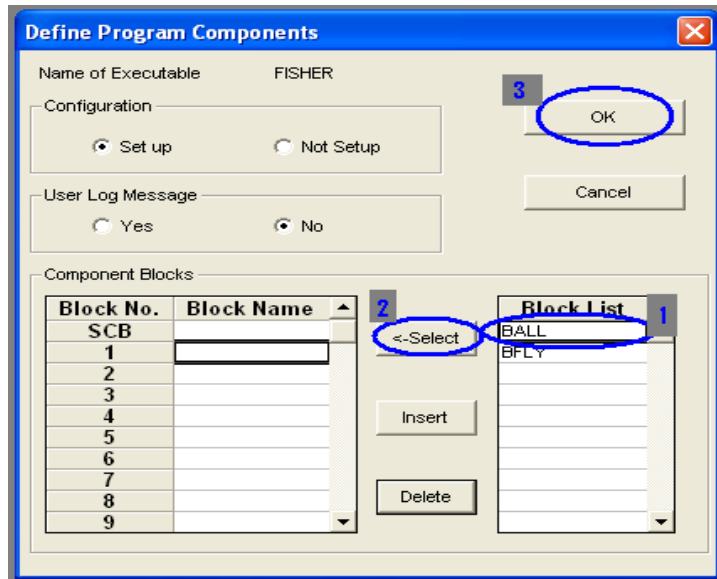 Define Program Components
Name of Executable FISHER
3
Configuration
OK
Set up Not Setup
User Log Message
Cancel
Yes No
Component Blocks
Block No. Block Name 2 Block List 1
SCB <-Select BALL
1 BFLY
2
3
4 Insert
5
6
7
8 Delete
9